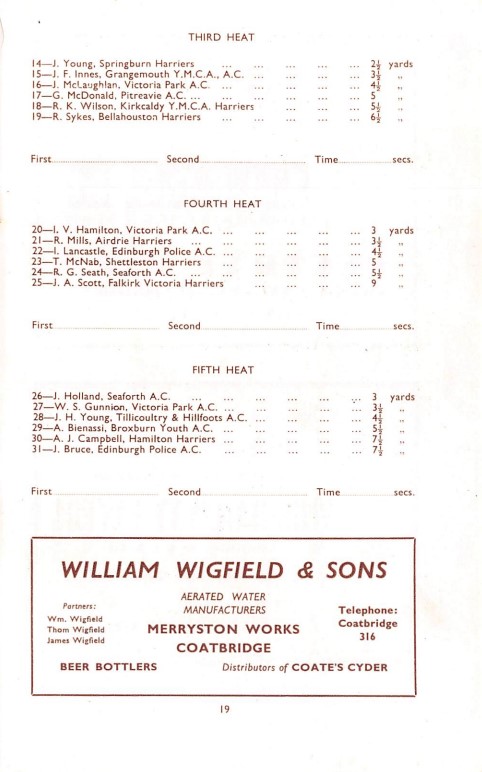 THIRD HEAT
14—J. Young, Springburn Harriers ... ... ... ... 2½ yards
15—J. F. Innes, Grangemouth Y.M.C.A., A.C. ... ... ... ... 3½ ,,
16—J. McLaughlan, Victoria Park A.C. ... ... ... ... ... 4½ ,,
17—G. McDonald, Pitreavie A.C. ... ... ... ... ... 5 ,,
18—R. K. Wilson, Kirkcaldy Y.M.C.A. Harriers ... ... ... 5½ ,,
19—R. Sykes, Bellahouston Harriers ... ... ... ... ... 6½ ,,
First ............ Second ............ Time ............ secs.
FOURTH HEAT
20—I. V. Hamilton, Victoria Park A.C. ... ... ... ... ... 3 yards
21—R. Mills, Airdrie Harriers ... ... ... ... ... ... 3½ ,,
22—I. Lancastle, Edinburgh Police A.C. ... ... ... ... ... 4½ ,,
23—T. McNab, Shettleston Harriers ... ... ... ... ... 5 ,,
24—R. G. Seath, Seaforth A.C. ... ... ... ... ... ... 5½ ,,
25—J. A. Scott, Falkirk Victoria Harriers ... ... ... ... 9 ,,
First ............ Second ............ Time ............ secs.
FIFTH HEAT
26—J. Holland, Seaforth A.C. ... ... ... ... ... ... 3 yards
27—W. S. Gunnion, Victoria Park A.C. ... ... ... ... ... 3½ ,,
28—J. H. Young, Tillicoultry & Hillfoots A.C. ... ... ... ... 4½ ,,
29—A. Bienassi, Broxburn Youth A.C. ... ... ... ... ... 5½ ,,
30—A. J. Campbell, Hamilton Harriers ... ... ... ... ... 7½ ,,
31—J. Bruce, Edinburgh Police A.C. ... ... ... ... ... 7½ ,,
First ............ Second ............ Time ............ secs.
WILLIAM WIGFIELD & SONS
AERATED WATER
MANUFACTURERS
Partners:
Wm. Wigfield
Thom Wigfield
James Wigfield
MERRYSTON WORKS
COATBRIDGE
Telephone:
Coatbridge
316
BEER BOTTLERS Distributors of COATE'S CYDER
19